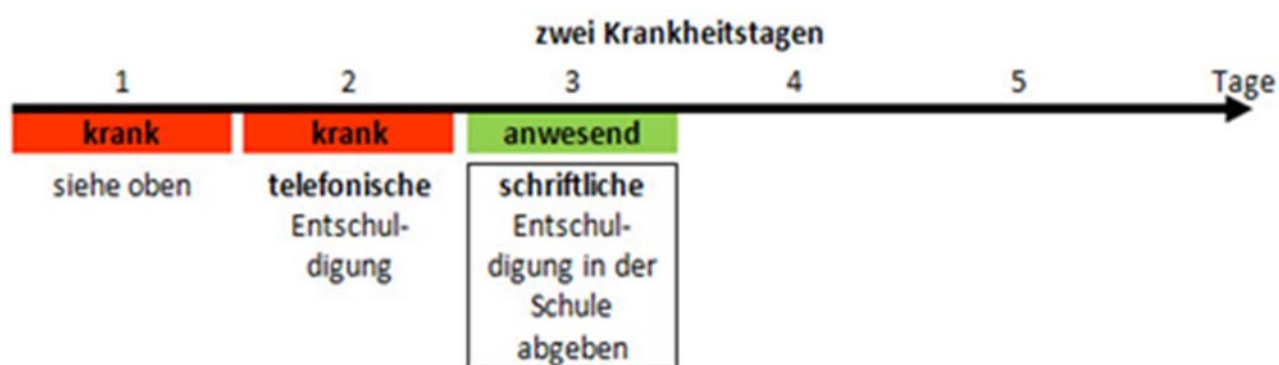 zwei Krankheitstagen
1 2 3 4 5 Tage
krank krank anwesend
siehe oben telefonische schriftliche
Entschul- Entschul-
digung digung in der
Schule
abgeben